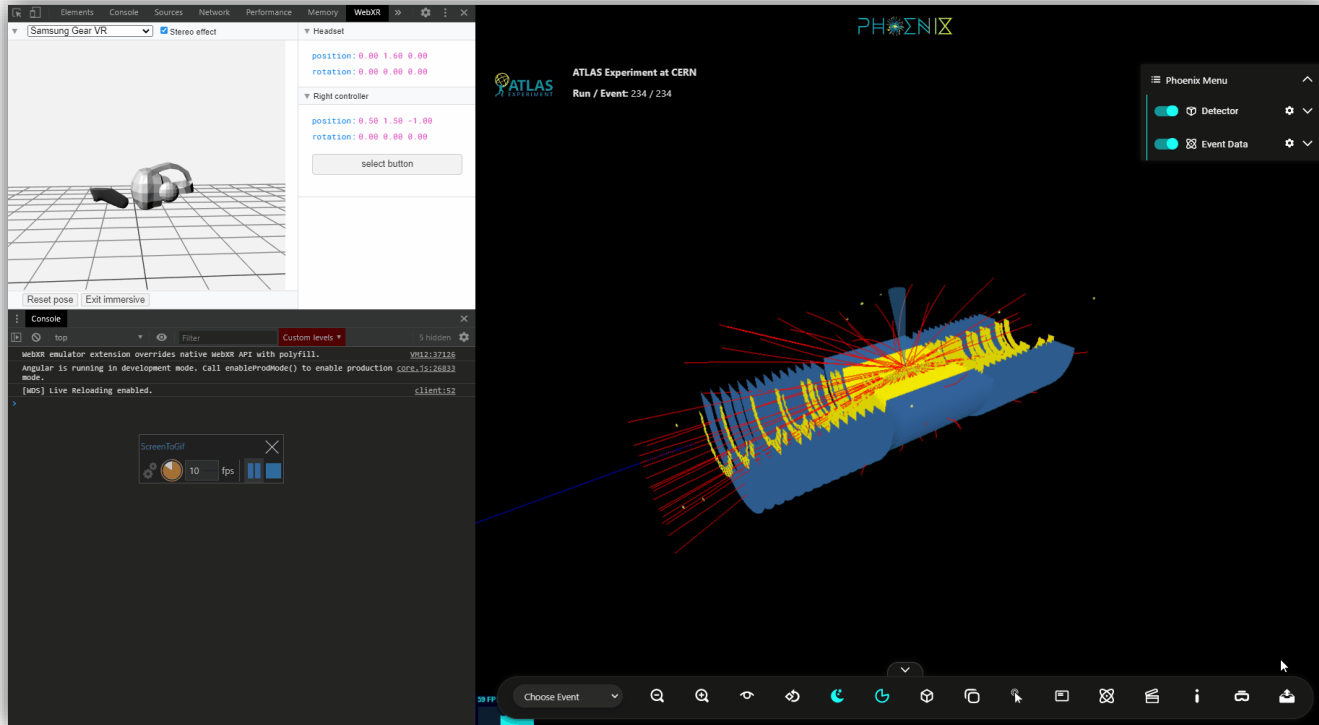 Elements Console Sources Network Performance Memory WebXR »
Samsung Gear VR Stereo effect
Headset
position: 0.00 1.60 0.00
rotation: 0.00 0.00 0.00
Right controller
position: 0.50 1.50 -1.00
rotation: 0.00 0.00 0.00
select button
Reset pose Exit immersive
Console
top Filter Custom levels 5 hidden
WebXR emulator extension overrides native WebXR API with polyfill. VM12:37126
Angular is running in development mode. Call enableProdMode() to enable production core.js:26833
mode.
[WDS] Live Reloading enabled. client:52
ScreenToGif
10 fps
PHOENIX
ATLAS
EXPERIMENT
ATLAS Experiment at CERN
Run / Event: 234 / 234
Phoenix Menu
Detector
Event Data
59 FP
Choose Event